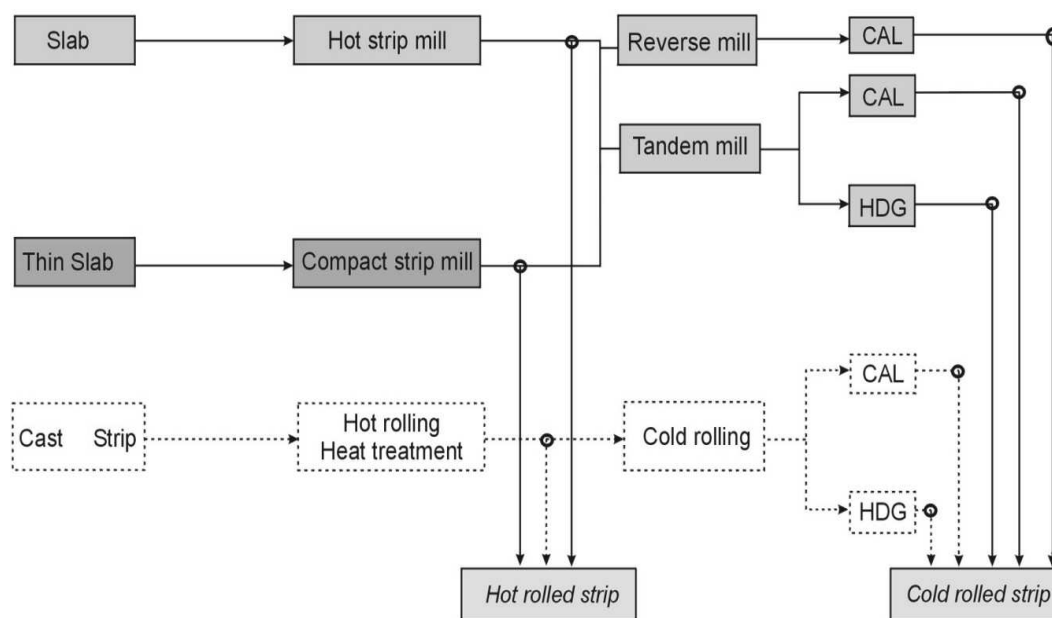 Slab
Hot strip mill
Reverse mill
CAL
CAL
Tandem mill
HDG
Thin Slab
Compact strip mill
Cast Strip
Hot rolling
Heat treatment
Cold rolling
CAL
HDG
Hot rolled strip
Cold rolled strip